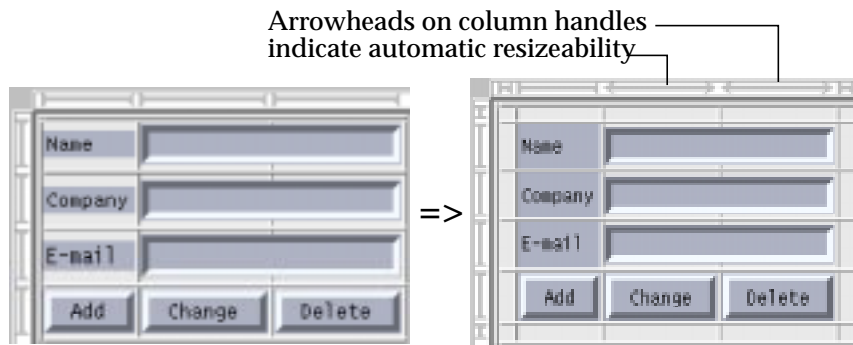 Arrowheads on column handles
indicate automatic resizeability
Name
Company
E-mail
Add Change Delete
=>
Name
Company
E-mail
Add Change Delete